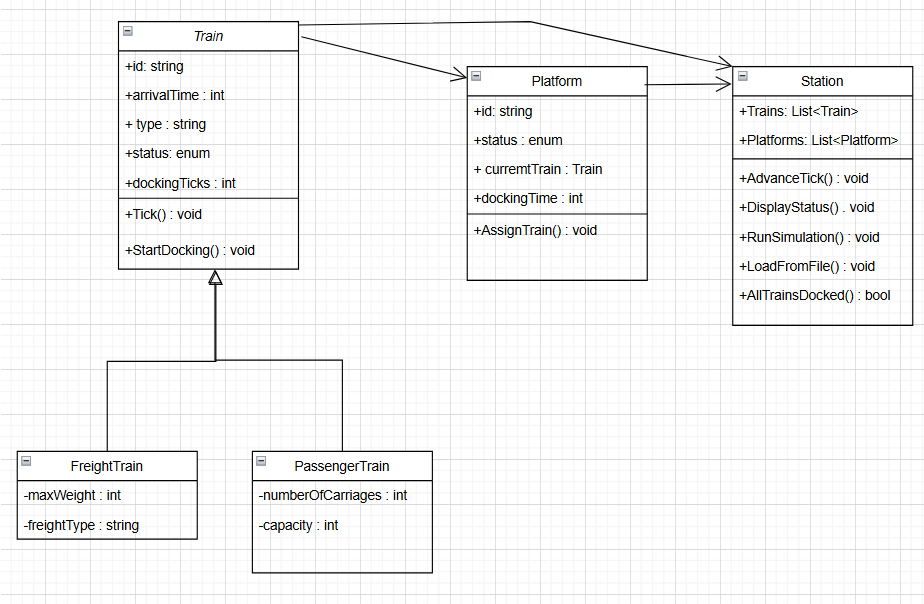 Train
+id: string
+arrivalTime : int
+ type : string
+status: enum
+dockingTicks : int
+Tick() : void
+StartDocking() : void
Platform
+id: string
+status : enum
+ curremtTrain : Train
+dockingTime : int
+AssignTrain() : void
Station
+Trains: List<Train>
+Platforms: List<Platform>
+AdvanceTick() : void
+DisplayStatus() . void
+RunSimulation() : void
+LoadFromFile() : void
+AllTrainsDocked() : bool
FreightTrain
-maxWeight : int
-freightType : string
PassengerTrain
-numberOfCarriages : int
-capacity : int